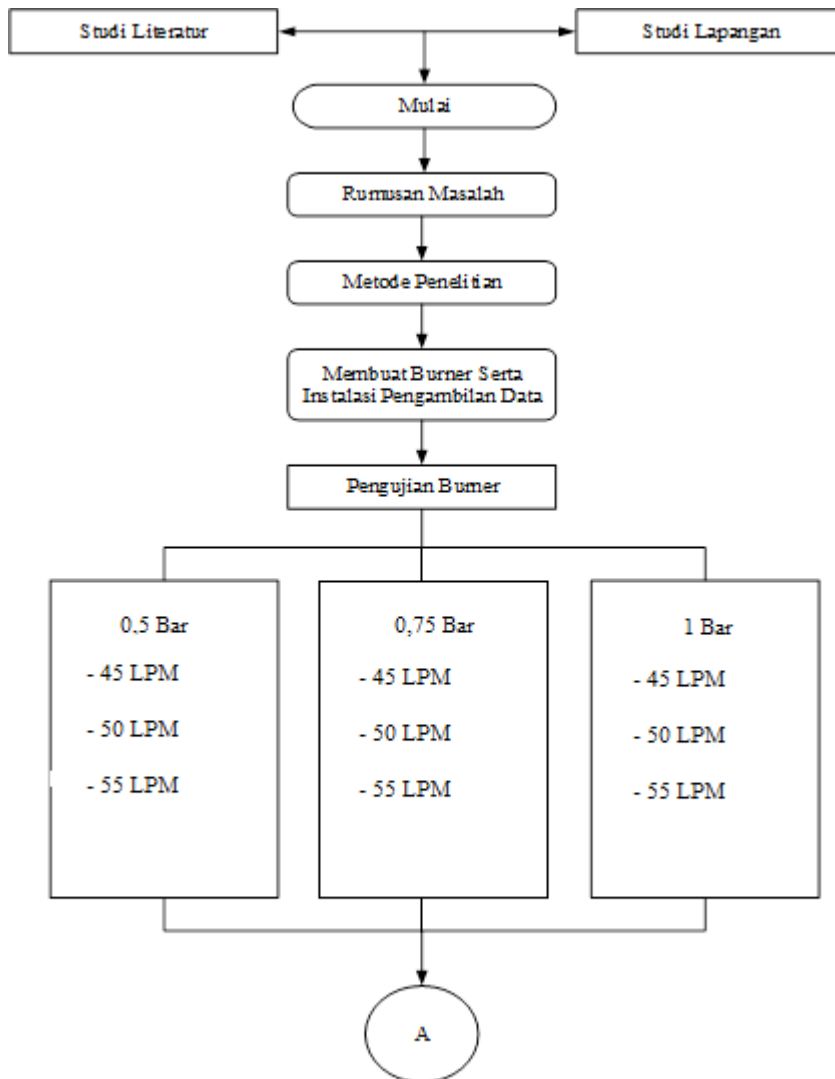 Studi Literatur
Studi Lapangan
Mulai
Rumusan Masalah
Metode Penelitian
Membuat Burner Serta
Instalasi Pengambilan Data
Pengujian Burner
0,5 Bar
- 45 LPM
- 50 LPM
- 55 LPM
0,75 Bar
- 45 LPM
- 50 LPM
- 55 LPM
1 Bar
- 45 LPM
- 50 LPM
- 55 LPM
A